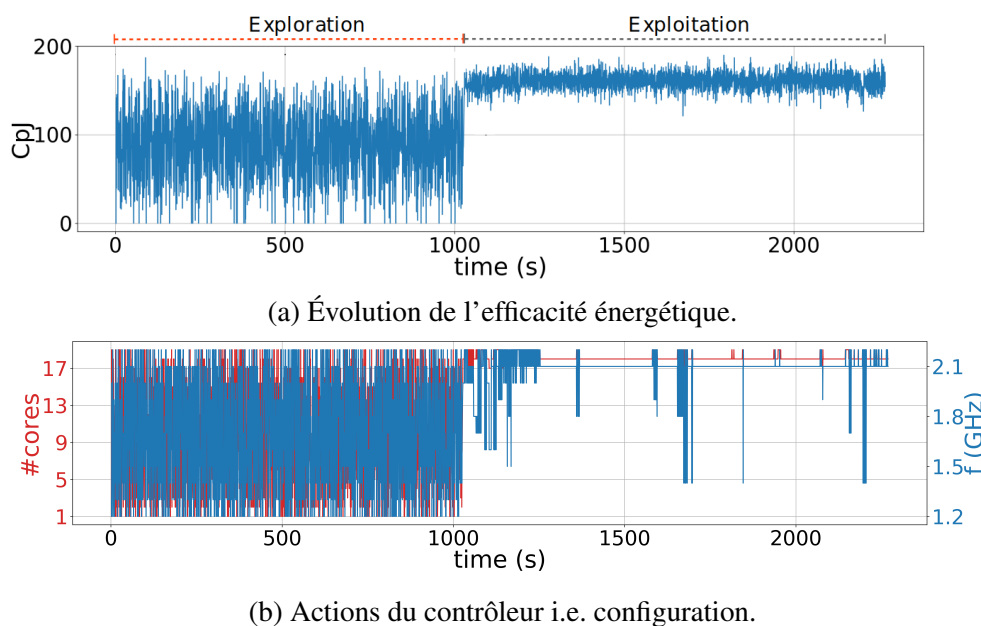 Exploration Exploitation
200
100
0
CpJ
0 500 1000 1500 2000
time (s)
(a) Évolution de l'efficacité énergétique.
17
13
9
5
1
#cores
2.1
1.8
1.5
1.2
f (GHz)
0 500 1000 1500 2000
time (s)
(b) Actions du contrôleur i.e. configuration.